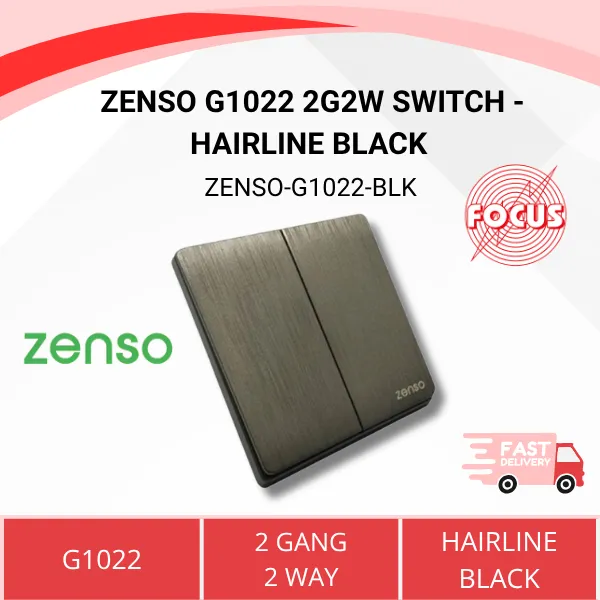 ZENSO G1022 2G2W SWITCH -
HAIRLINE BLACK
ZENSO-G1022-BLK
FOCUS
zenso
zenso
FAST
DELIVERY
G1022
2 GANG
2 WAY
HAIRLINE
BLACK